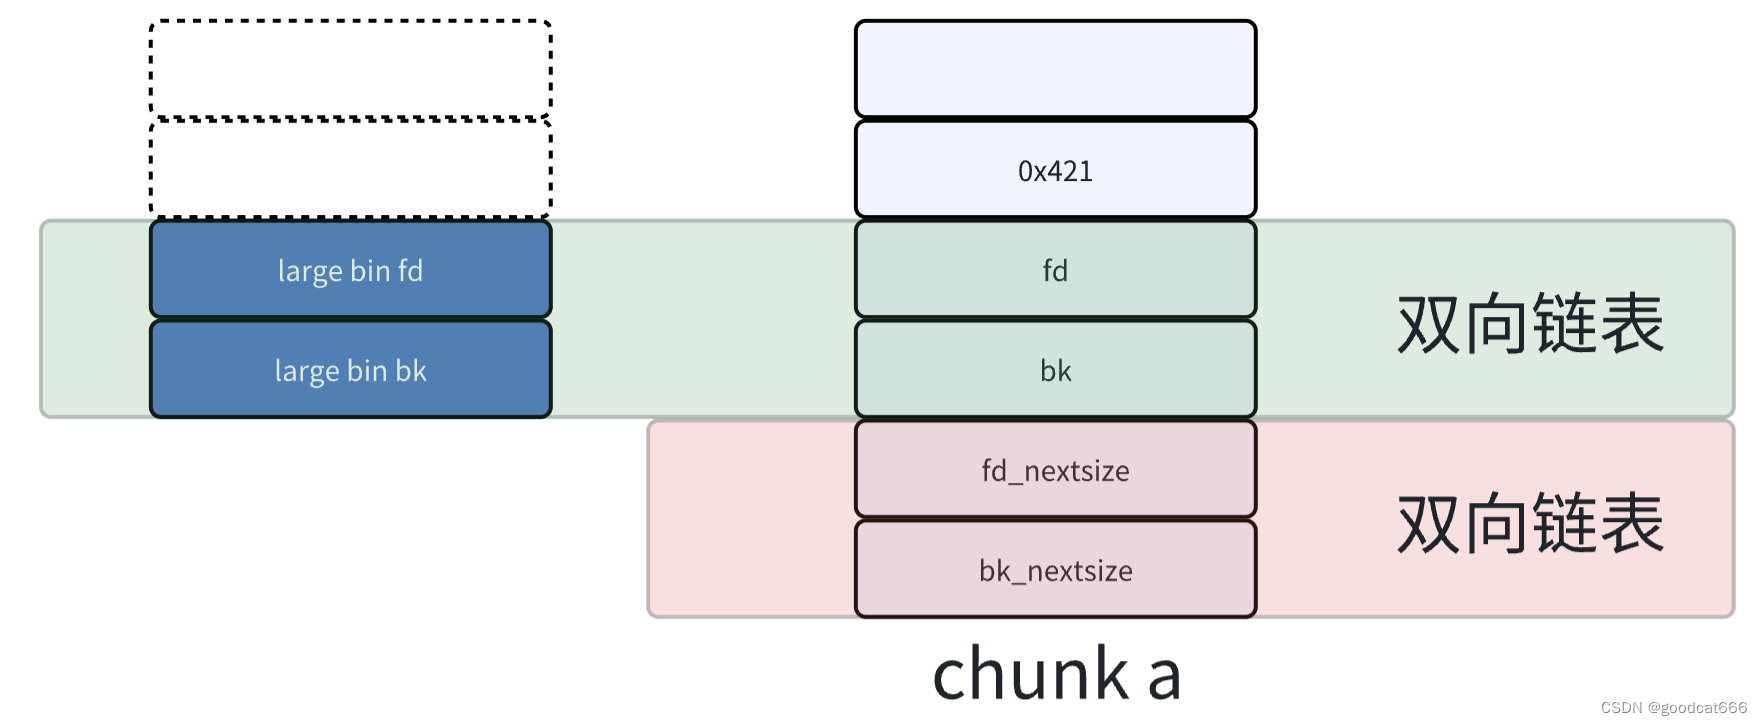 0x421
large bin fd
fd
双向链表
large bin bk
bk
fd_nextsize
双向链表
bk_nextsize
chunk a
CSDN @goodcat666